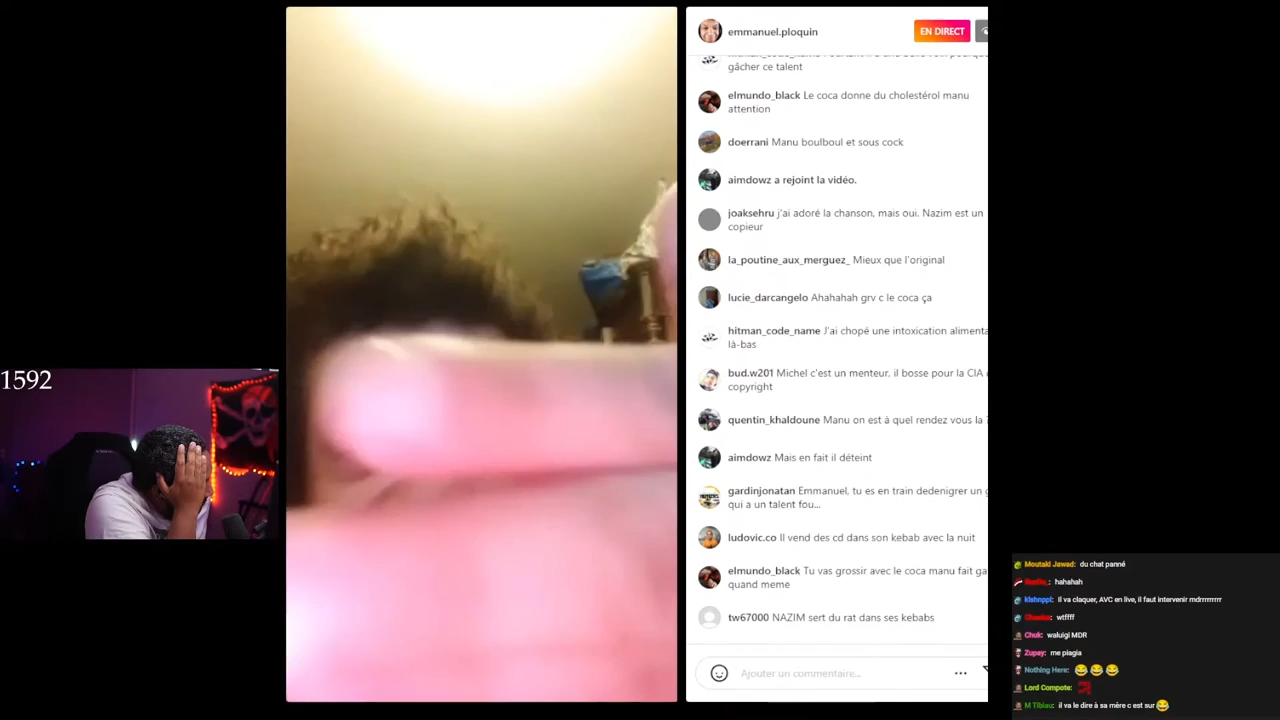 emmanuel.ploquin
EN DIRECT
gâcher ce talent
elmundo_black Le coca donne du cholestérol manu
attention
doerrani Manu boulboul et sous cock
aimdowz a rejoint la vidéo.
joaksehru j'ai adoré la chanson, mais oui. Nazim est un
copieur
la_poutine_aux_merguez_ Mieux que l'original
lucie_darcangelo Ahahahah grv c le coca ça
hitman_code_name J'ai chopé une intoxication alimenta
là-bas
bud.w201 Michel c'est un menteur, il bosse pour la CIA
copyright
quentin_khaldoune Manu on est à quel rendez vous la ?
aimdowz Mais en fait il déteint
gardinjonatan Emmanuel, tu es en train dedenigrer un g
qui a un talent fou...
ludovic.co Il vend des cd dans son kebab avec la nuit
elmundo_black Tu vas grossir avec le coca manu fait ga
quand meme
tw67000 NAZIM sert du rat dans ses kebabs
Ajouter un commentaire...
1592
Moutaki Jawad: du chat panné
hahahah
klshnppl: Il va claquer, AVC en live, il faut intervenir mdrrrrrrrrr
wtffff
Chuk: waluigi MDR
Zupay: me piagia
Nothing Here: 😂 😂 😂
Lord Compote:
M Tiblau: il va le dire à sa mère c est sur 😂